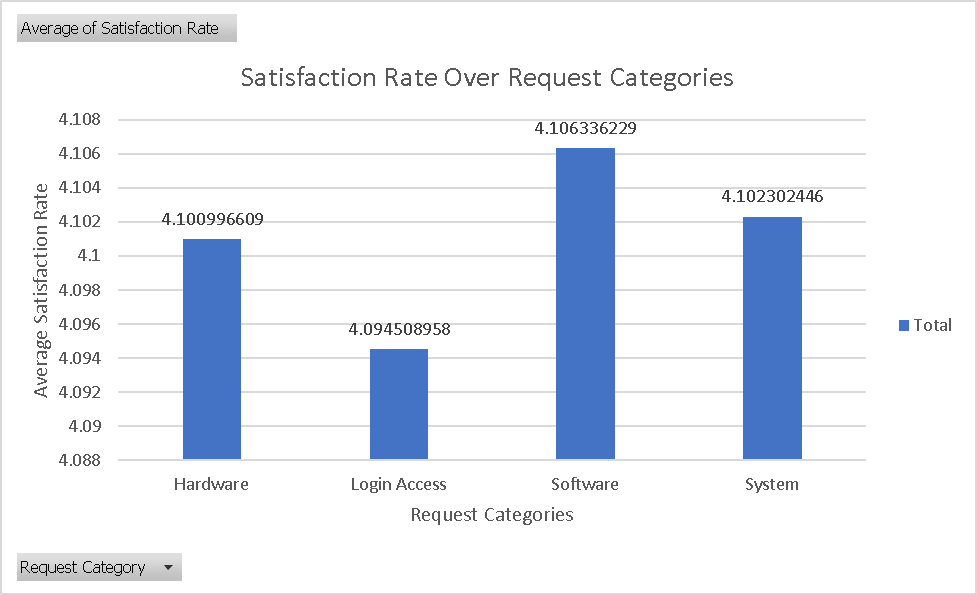 Average of Satisfaction Rate
Satisfaction Rate Over Request Categories
4.108
4.106
4.104
4.102
4.1
4.098
4.096
4.094
4.092
4.09
4.088
Average Satisfaction Rate
4.100996609
4.094508958
4.106336229
4.102302446
Hardware
Login Access
Software
System
Request Categories
Total
Request Category